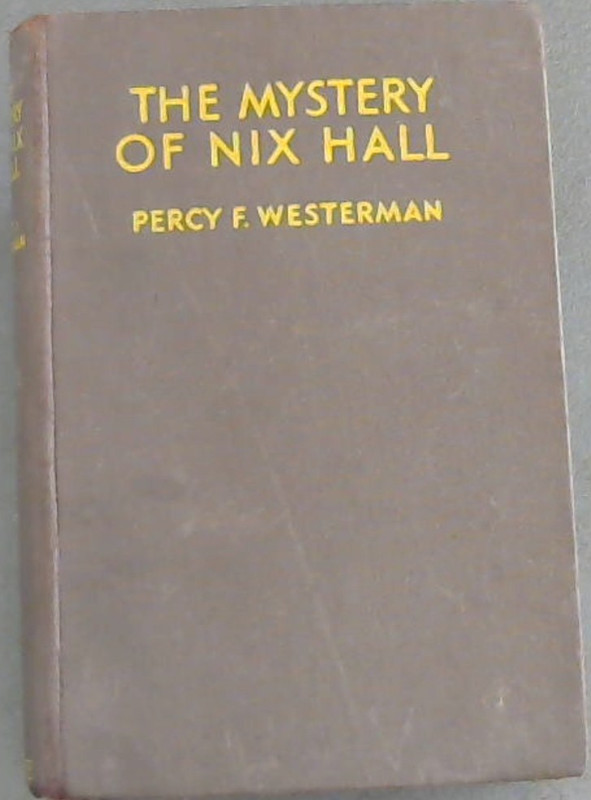 THE MYSTERY
OF NIX HALL
PERCY F. WESTERMAN